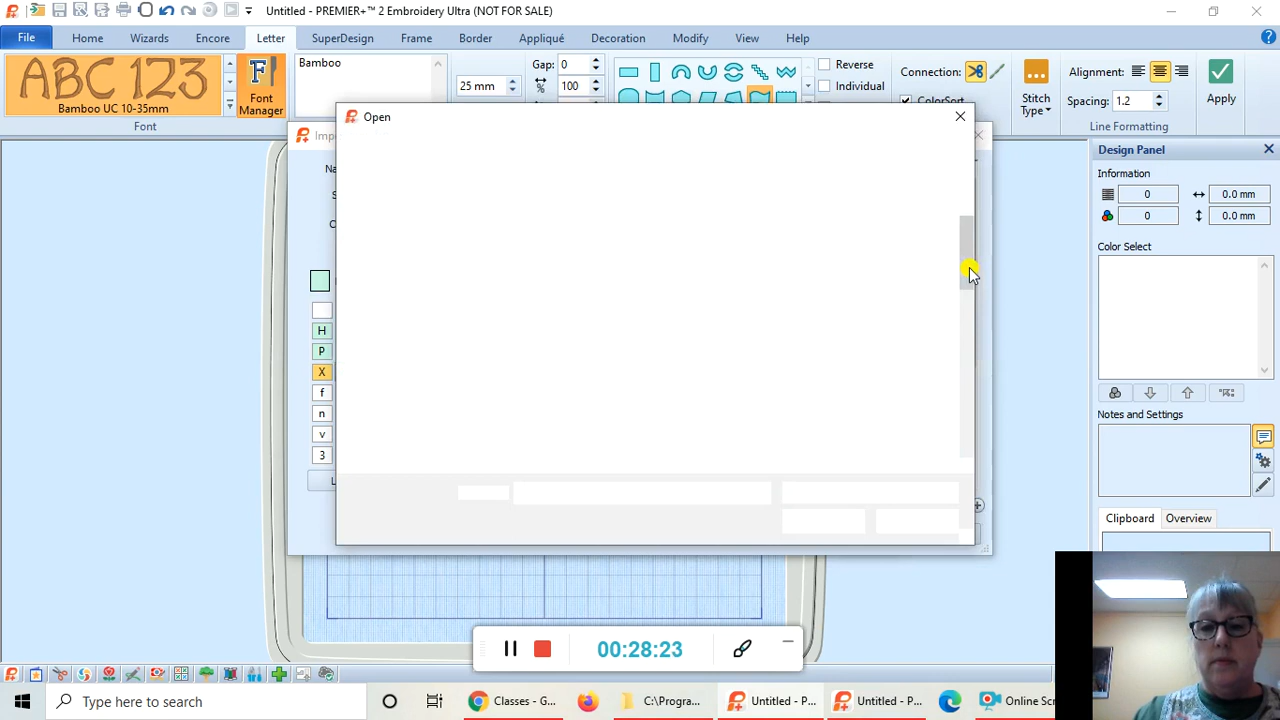 Untitled - PREMIER+™ 2 Embroidery Ultra (NOT FOR SALE)
File
Home
Wizards
Encore
Letter
SuperDesign
Frame
Border
Appliqué
Decoration
Modify
View
Help
ABC 123
Bamboo UC 10-35mm
Font Manager
Bamboo
25 mm
Gap: 0
% 100
Reverse
Individual
Connection:
ColorSort
Stitch Type
Alignment:
Spacing: 1.2
Apply
Font
Line Formatting
Open
H
P
X
f
n
v
3
Design Panel
Information
0
0.0 mm
0
0.0 mm
Color Select
Notes and Settings
Clipboard
Overview
00:28:23
Type here to search
Classes - G...
C:\Progra...
Untitled - P...
Untitled - P...
Online Scr